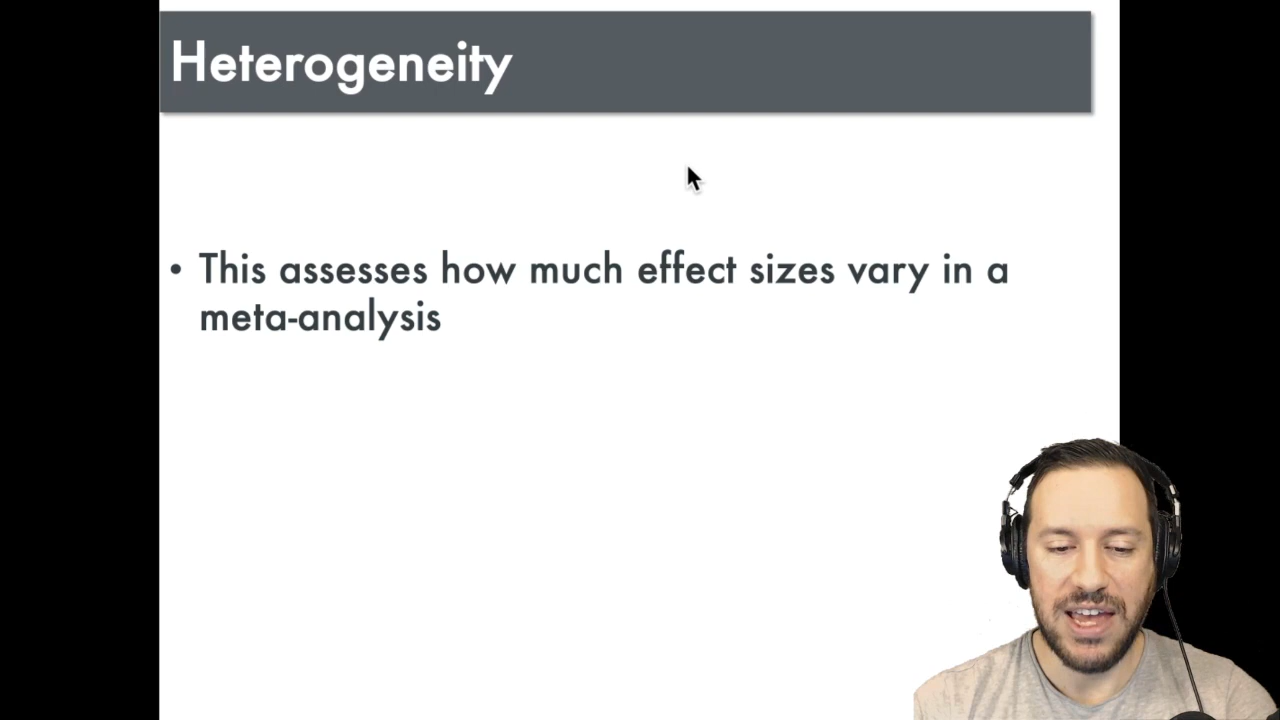 Heterogeneity
• This assesses how much effect sizes vary in a
meta-analysis